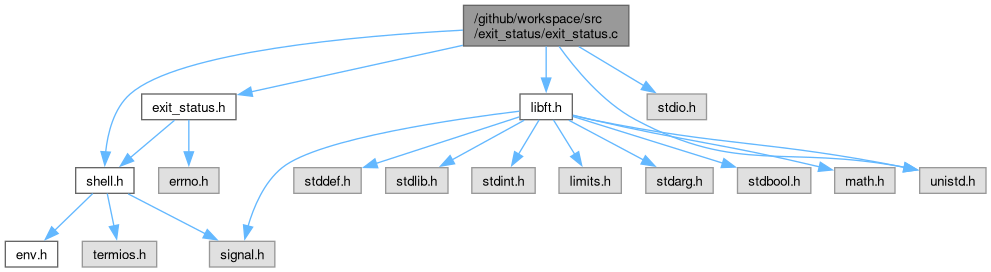 /github/workspace/src
/exit_status/exit_status.c
exit_status.h
libft.h
stdio.h
shell.h
errno.h
stddef.h
stdlib.h
stdint.h
limits.h
stdarg.h
stdbool.h
math.h
unistd.h
env.h
termios.h
signal.h